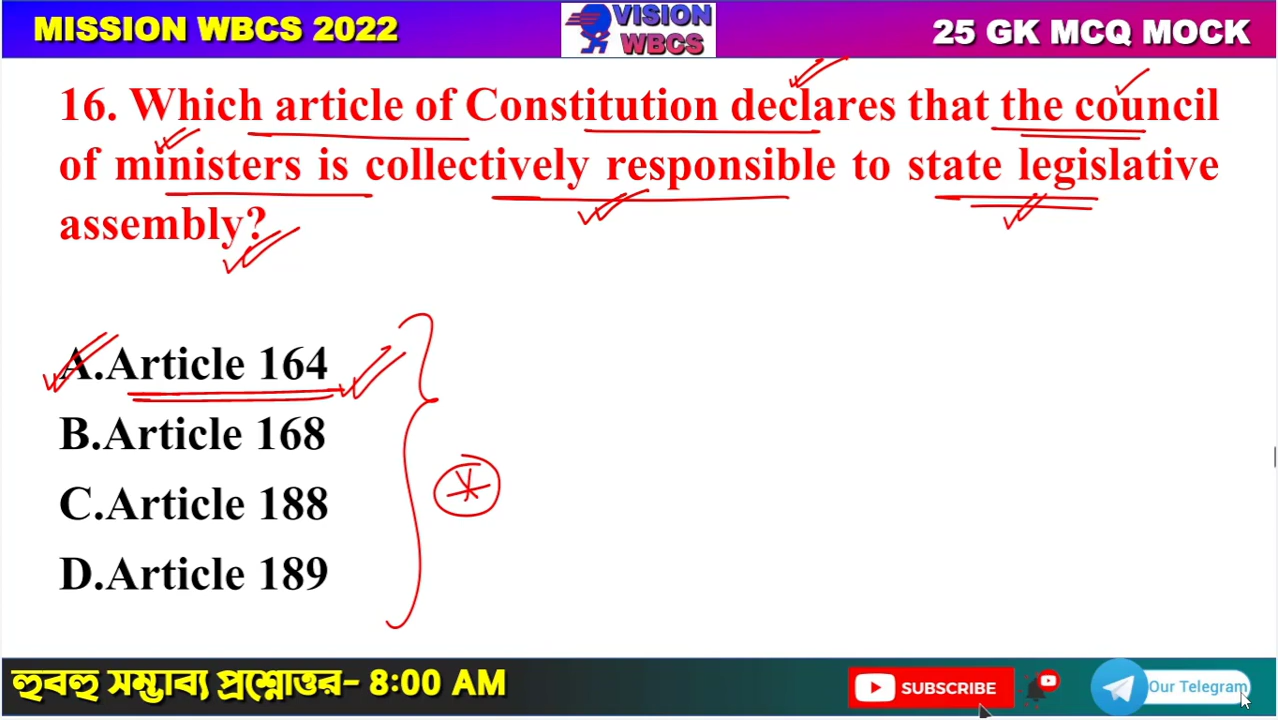 MISSION WBCS 2022
VISION
WBCS
25 GK MCQ MOCK
16. Which article of Constitution declares that the council
of ministers is collectively responsible to state legislative
assembly?
A.Article 164
B.Article 168
C.Article 188
D.Article 189
হুবহু সম্ভাব্য প্রশ্নোত্তর- 8:00 AM
SUBSCRIBE
Our Telegram